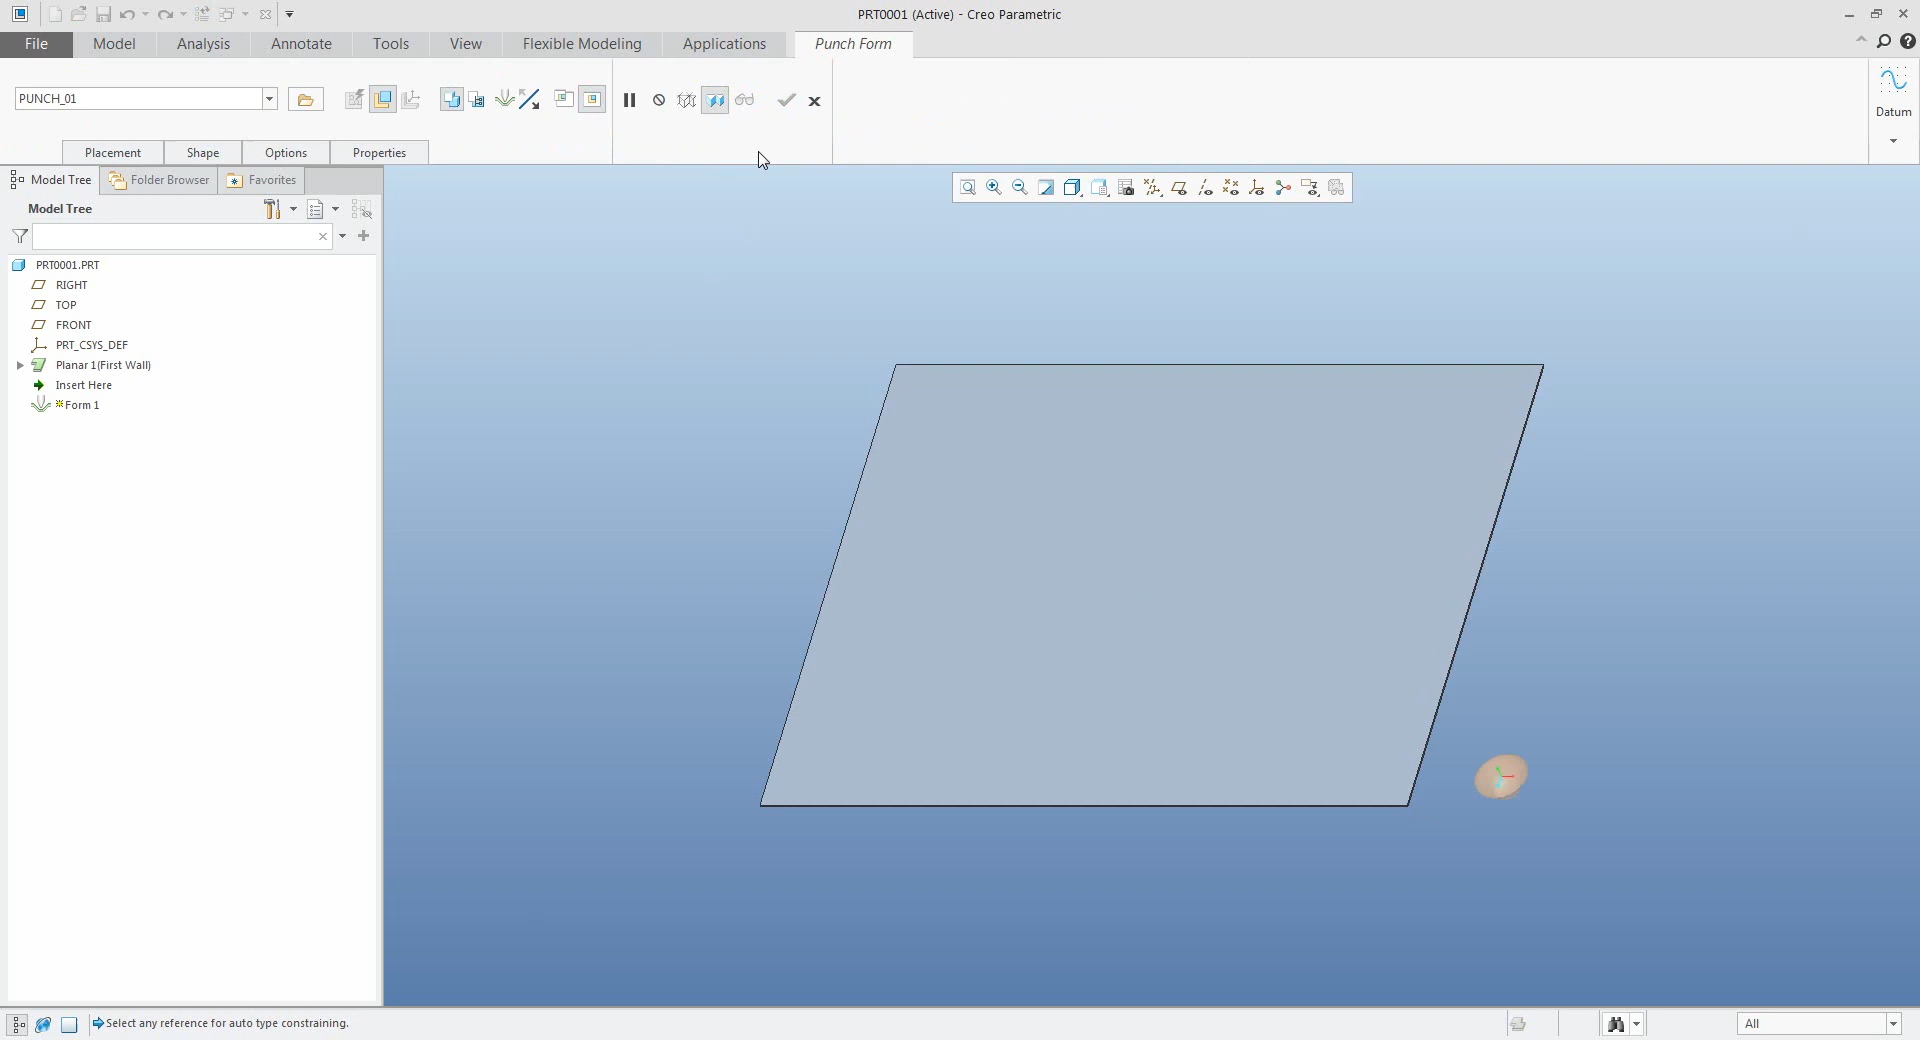 PRT0001 (Active) - Creo Parametric
File Model Analysis Annotate Tools View Flexible Modeling Applications Punch Form
PUNCH_01
Datum
Placement Shape Options Properties
Model Tree Folder Browser Favorites
Model Tree
PRT0001.PRT
RIGHT
TOP
FRONT
PRT_CSYS_DEF
Planar 1(First Wall)
Insert Here
Form 1
Select any reference for auto type constraining.
All